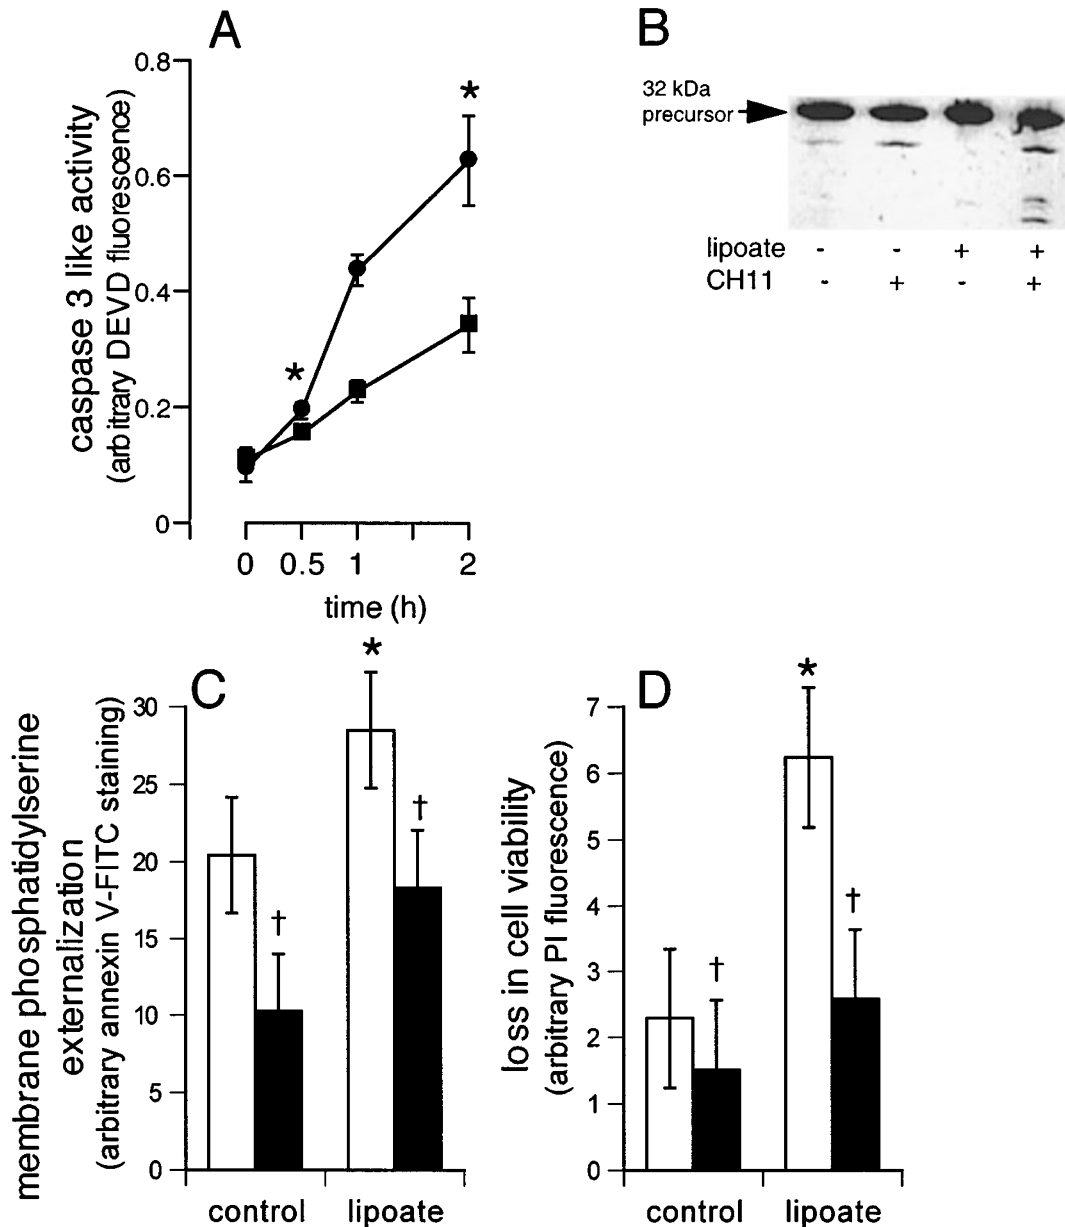 A
caspase 3 like activity
(arbitrary DEVD fluorescence)
0.8
0.6
0.4
0.2
0
*
*
0 0.5 1 2
time (h)
B
32 kDa
precursor
lipoate - - + +
CH11 - + - +
C
membrane phosphatidylserine
externalization
(arbitrary annexin V-FITC staining)
30
25
20
15
10
5
0
*
†
†
control lipoate
D
loss in cell viability
(arbitrary PI fluorescence)
7
6
5
4
3
2
1
0
*
†
†
control lipoate